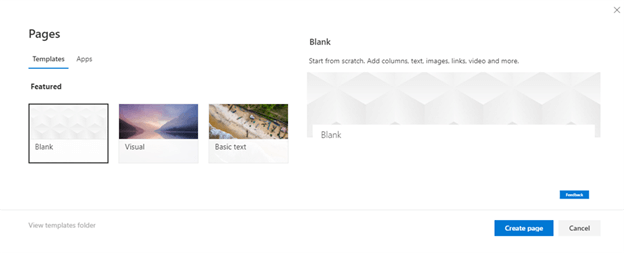 Pages
Templates Apps
Featured
Blank
Visual
Basic text
Blank
Start from scratch. Add columns, text, images, links, video and more.
Blank
Feedback
View templates folder
Create page
Cancel